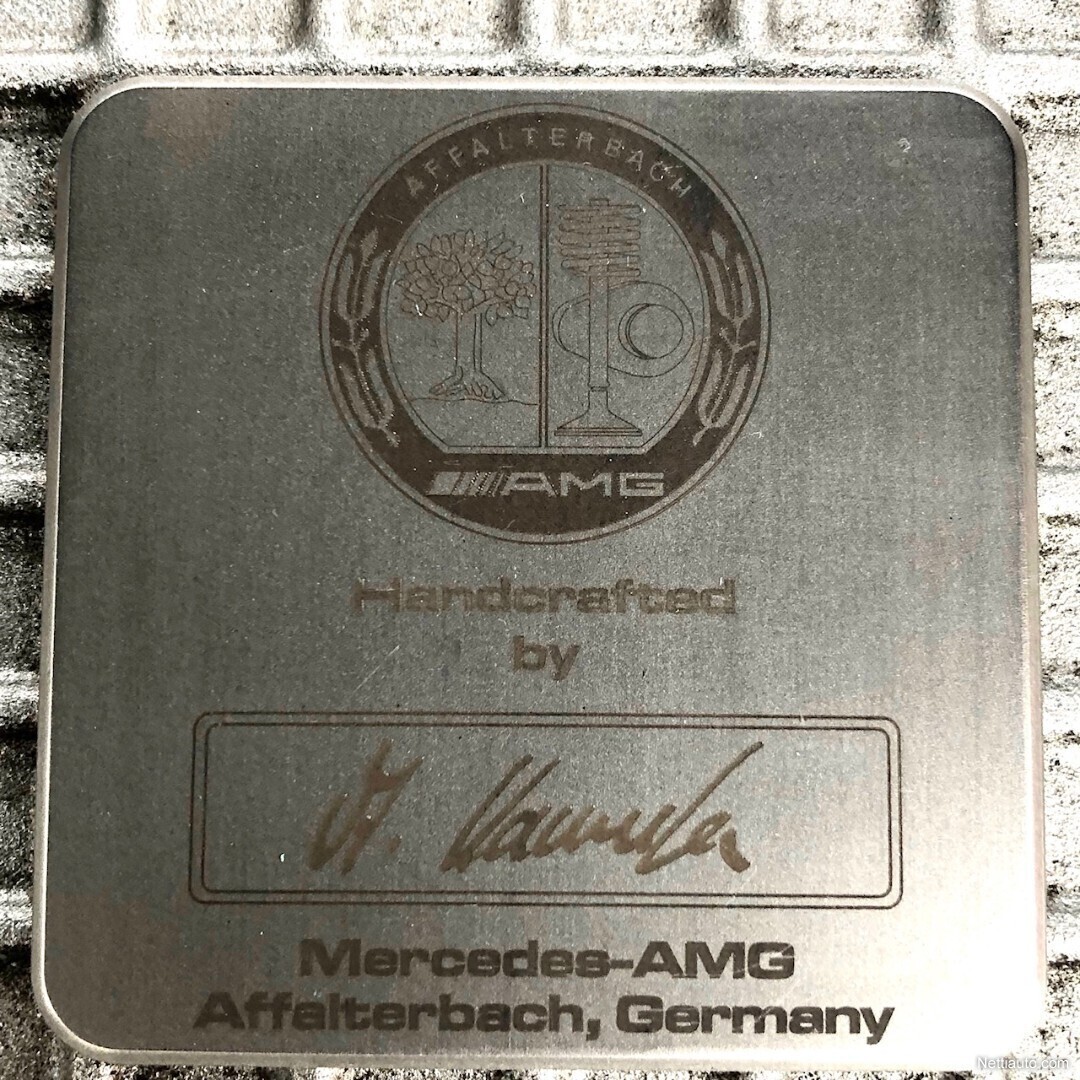 AFFALTERBACH
AMG
Handcrafted
by
Mercedes-AMG
Affalterbach, Germany
Nettiauto.com